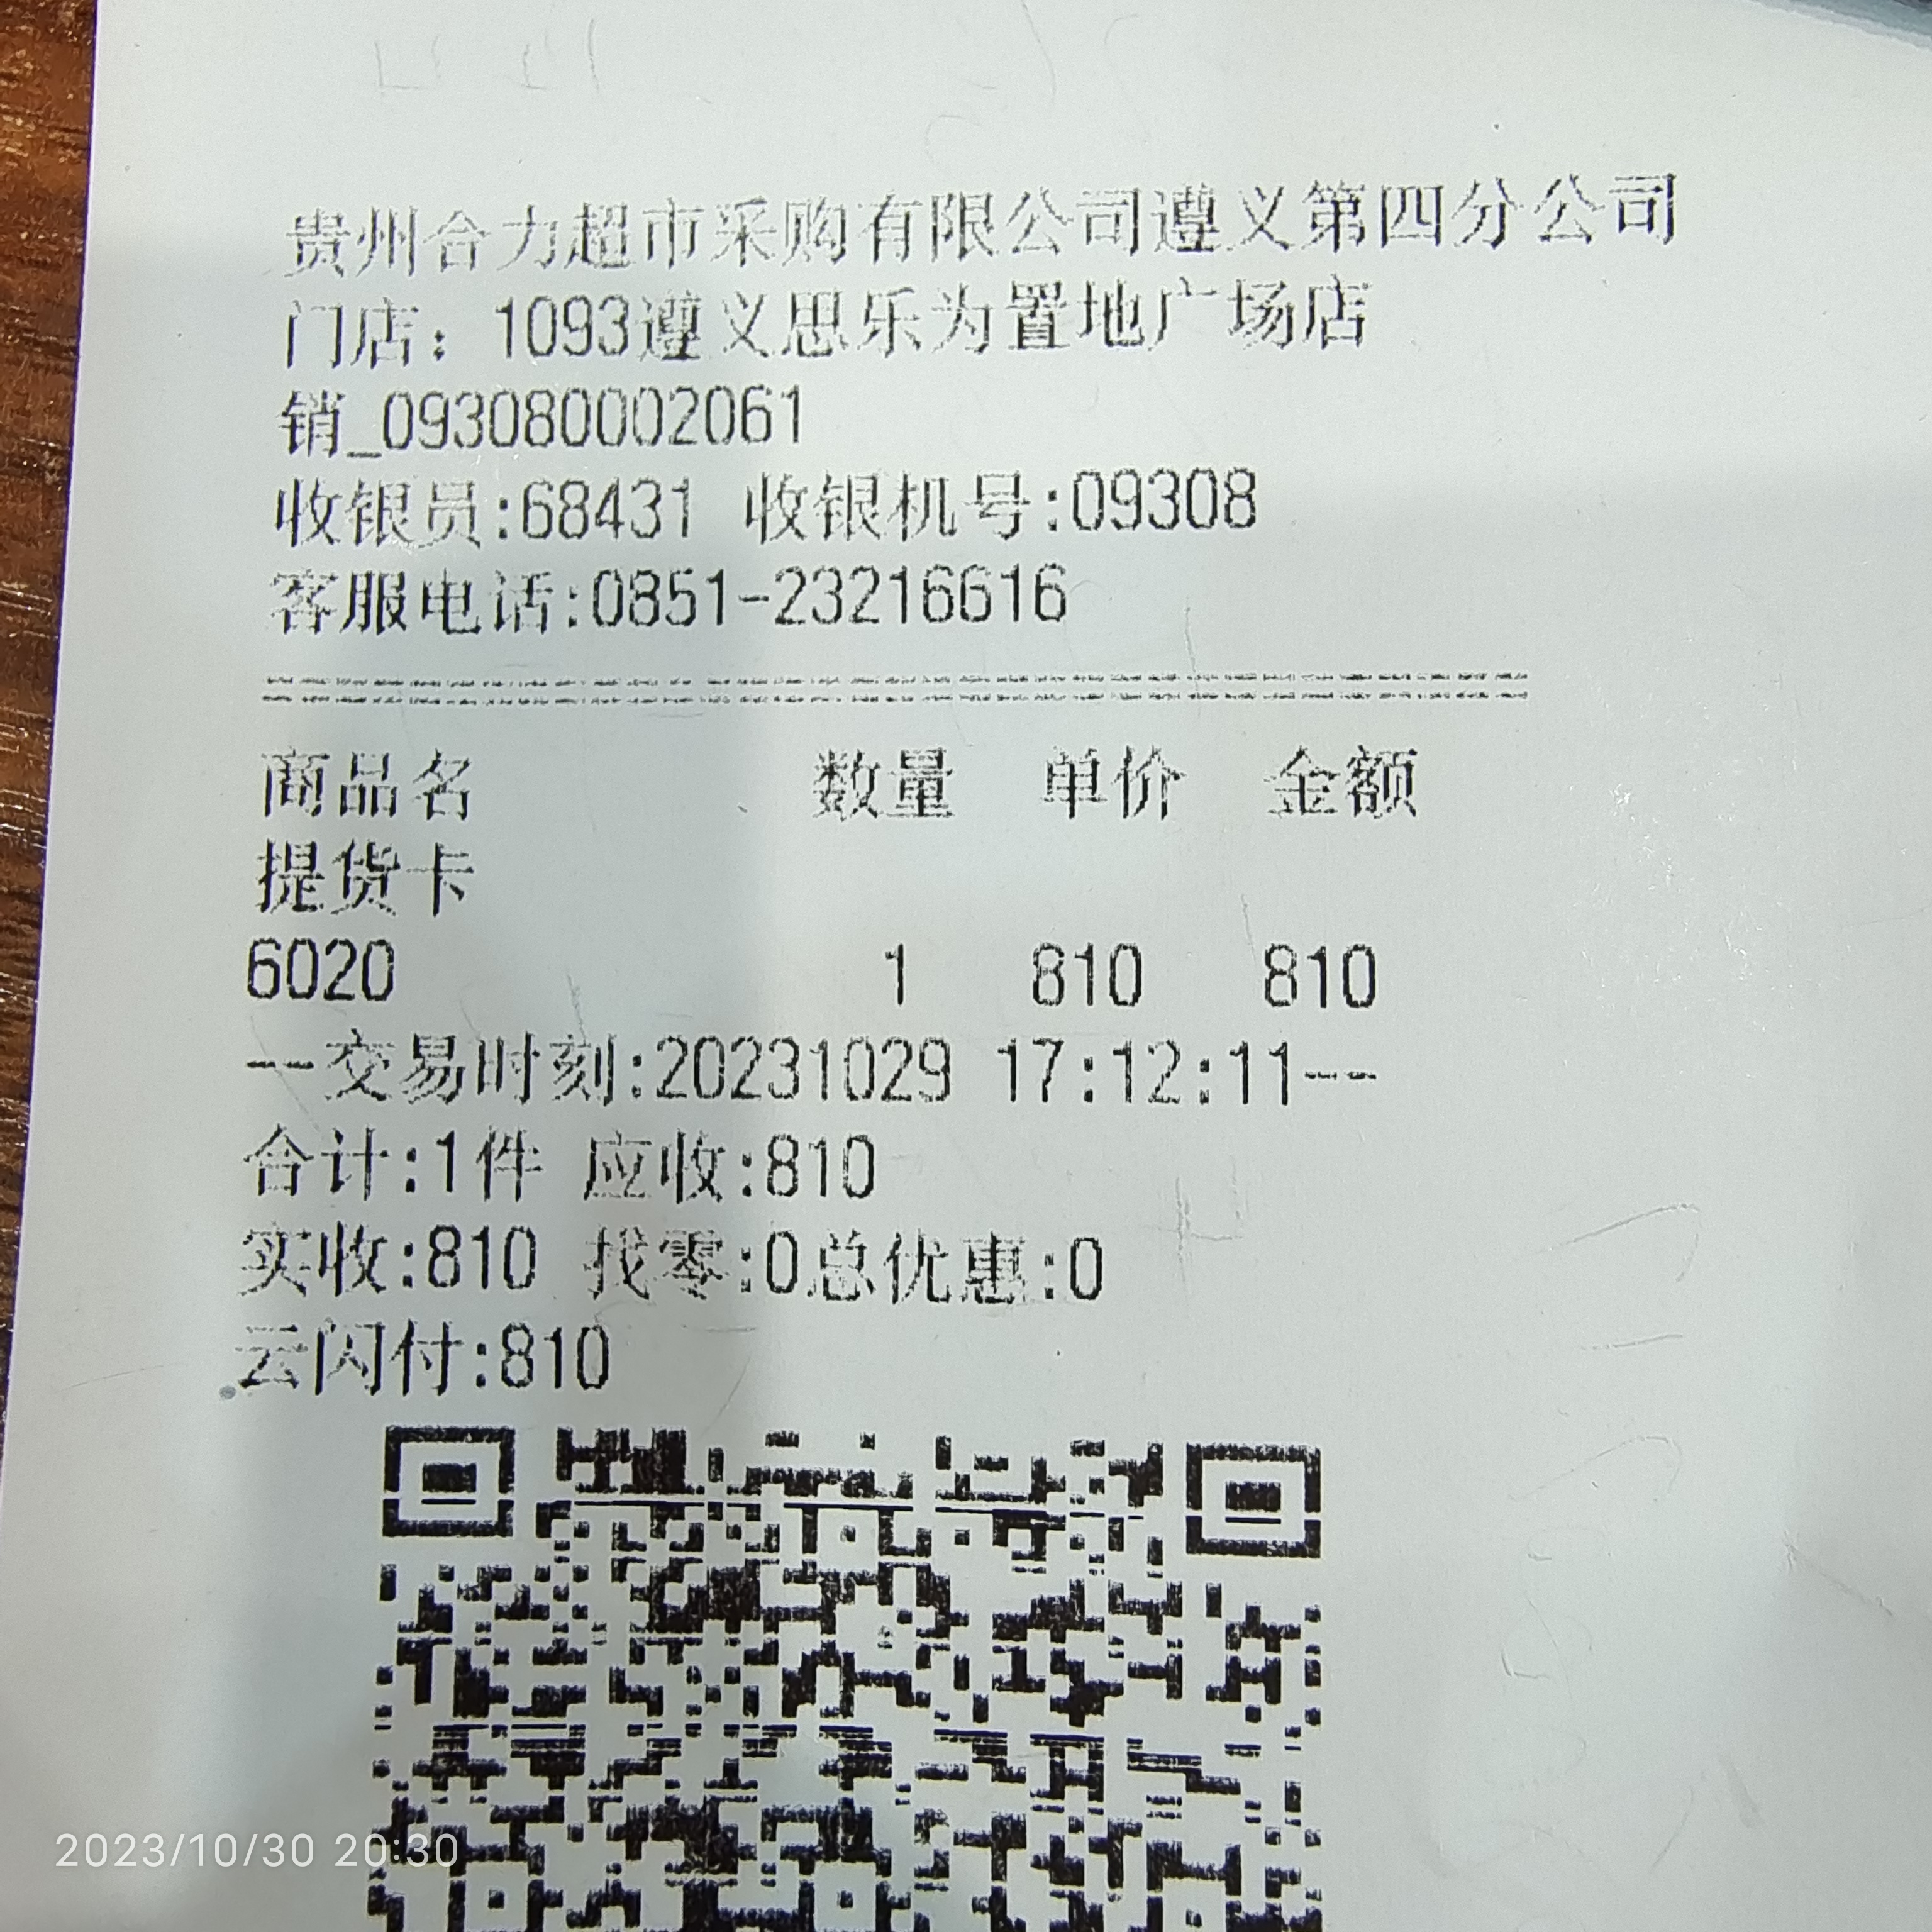 贵州合力超市采购有限公司遵义第四分公司
门店：1093遵义思乐为置地广场店
销_093080002061
收银员:68431 收银机号:09308
客服电话:0851-23216616
商品名 数量 单价 金额
提货卡
6020 1 810 810
--交易时刻:20231029 17:12:11--
合计:1件 应收:810
实收:810 找零:0总优惠:0
云闪付:810
2023/10/30 20:30